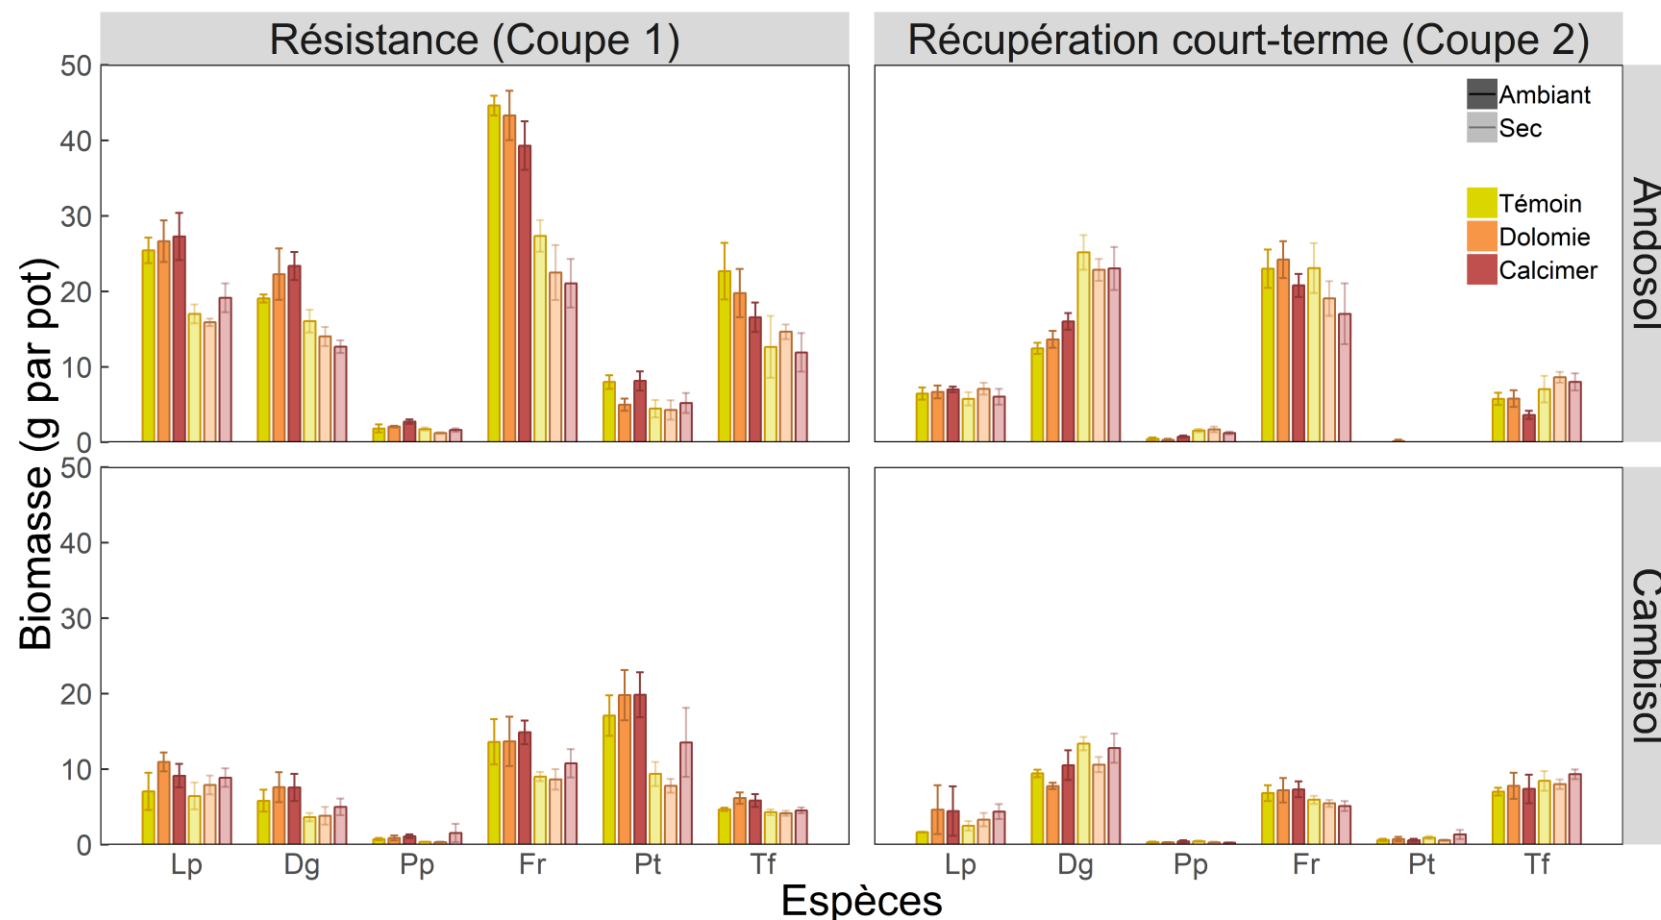 Résistance (Coupe 1)
Récupération court-terme (Coupe 2)
50
40
30
20
10
0
Ambiant
Sec
Témoin
Dolomie
Calcimer
Andosol
Biomasse (g par pot)
50
40
30
20
10
0
Cambisol
Lp Dg Pp Fr Pt Tf
Lp Dg Pp Fr Pt Tf
Espèces